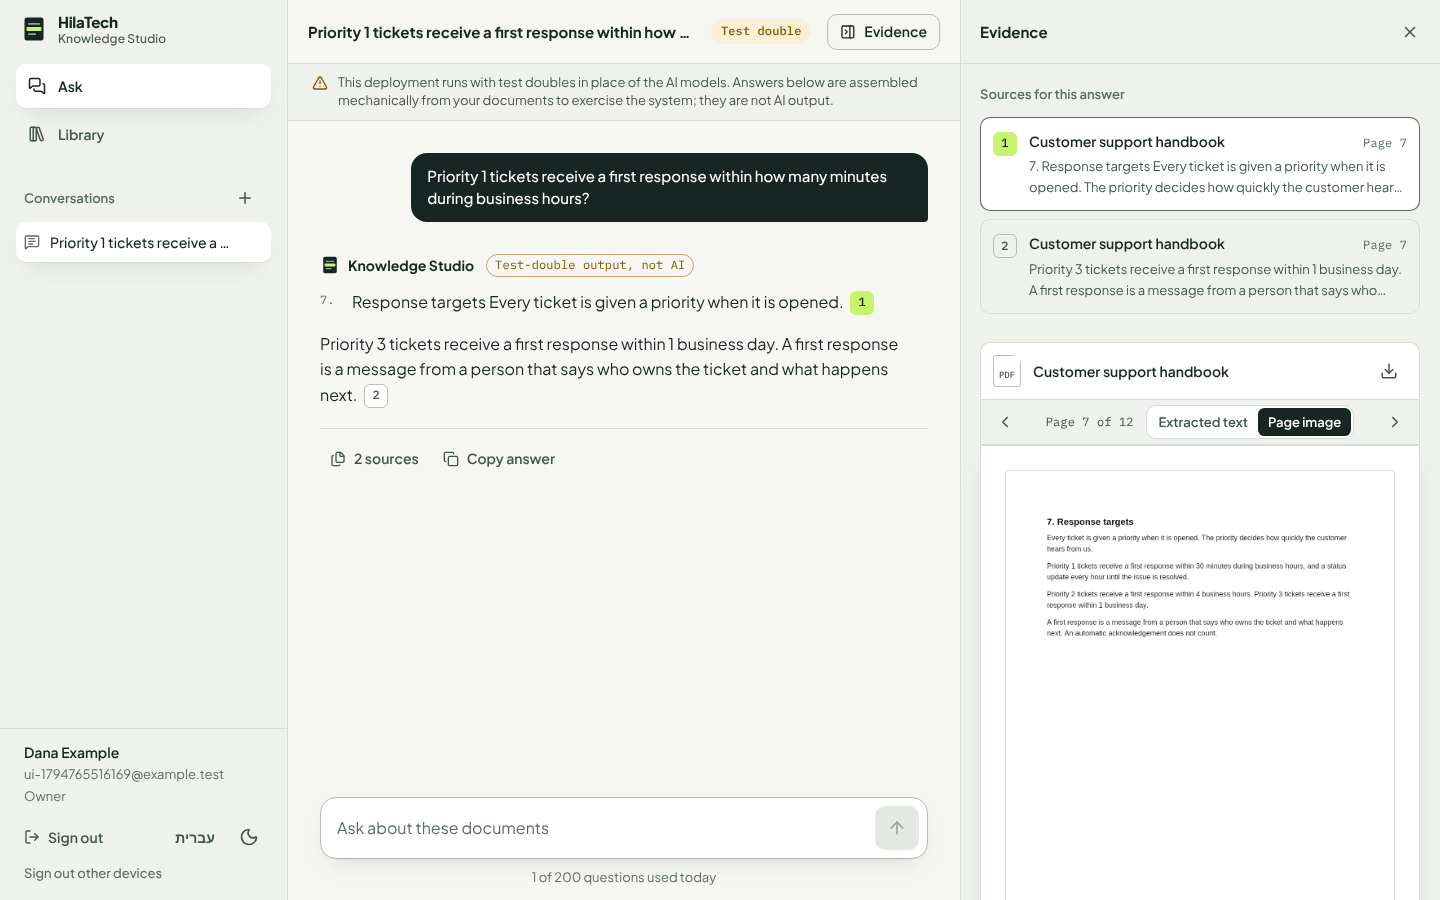 HilaTech
Knowledge Studio
Ask
Library
Conversations
Priority 1 tickets receive a ...
Dana Example
ui-1794765516169@example.test
Owner
Sign out
עברית
Sign out other devices
Priority 1 tickets receive a first response within how ...
Test double
Evidence
This deployment runs with test doubles in place of the AI models. Answers below are assembled
mechanically from your documents to exercise the system; they are not AI output.
Priority 1 tickets receive a first response within how many minutes
during business hours?
Knowledge Studio
Test-double output, not AI
7. Response targets Every ticket is given a priority when it is opened. 1
Priority 3 tickets receive a first response within 1 business day. A first response
is a message from a person that says who owns the ticket and what happens
next. 2
2 sources
Copy answer
Ask about these documents
1 of 200 questions used today
Evidence
Sources for this answer
1
Customer support handbook
Page 7
7. Response targets Every ticket is given a priority when it is
opened. The priority decides how quickly the customer hear...
2
Customer support handbook
Page 7
Priority 3 tickets receive a first response within 1 business day.
A first response is a message from a person that says who...
PDF
Customer support handbook
Page 7 of 12
Extracted text
Page image
7. Response targets
Every ticket is given a priority when it is opened. The priority decides how quickly the customer
hears from us.
Priority 1 tickets receive a first response within 30 minutes during business hours, and a status
update every hour until the issue is resolved.
Priority 2 tickets receive a first response within 4 business hours. Priority 3 tickets receive a first
response within 1 business day.
A first response is a message from a person that says who owns the ticket and what happens
next. An automatic acknowledgement does not count.